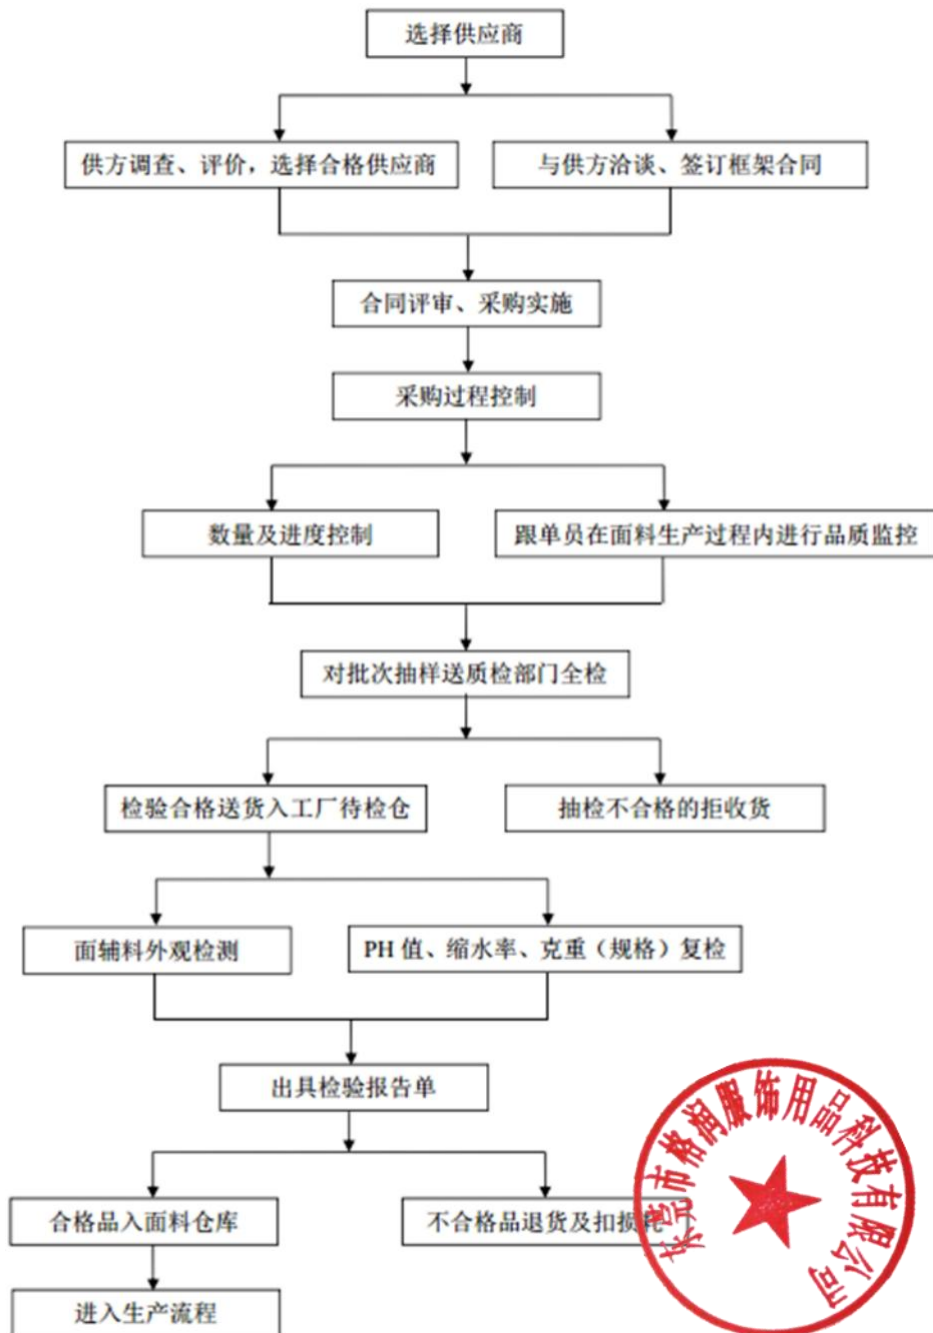 选择供应商
供方调查、评价，选择合格供应商
与供方洽谈、签订框架合同
合同评审、采购实施
采购过程控制
数量及进度控制
跟单员在面料生产过程内进行品质监控
对批次抽样送质检部门全检
检验合格送货入工厂待检仓
抽检不合格的拒收货
面辅料外观检测
PH 值、缩水率、克重（规格）复检
出具检验报告单
合格品入面料仓库
不合格品退货及扣损耗
进入生产流程
东莞市格润服饰用品科技有限公司